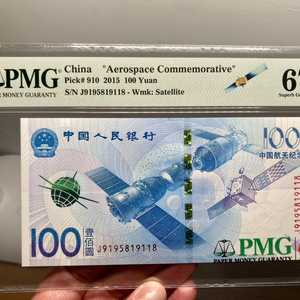 PMG
PAPER MONEY GUARANTY
China "Aerospace Commemorative"
Pick# 910 2015 100 Yuan
S/N J9195819118 - Wmk: Satellite
Superb G
中国人民银行
100
中国航天纪念
J9195819118
100
壹佰圆
J9195819118
PMG
PAPER MONEY GUARANTY